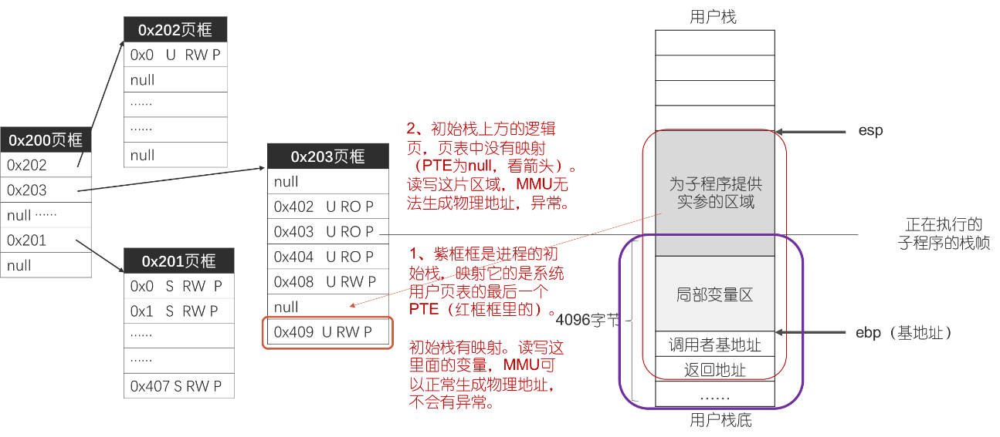 0x200页框
0x202
0x203
null ······
0x201
null
0x202页框
0x0 U RW P
null
······
······
null
0x201页框
0x0 S RW P
0x1 S RW P
······
······
0x407 S RW P
0x203页框
null
0x402 U RO P
0x403 U RO P
0x404 U RO P
0x408 U RW P
null
0x409 U RW P
2、初始栈上方的逻辑
页，页表中没有映射
（PTE为null，看箭头）。
读写这片区域，MMU无
法生成物理地址，异常。
1、紫框框是进程的初
始栈，映射它的是系统
用户页表的最后一个
PTE（红框框里的）。
初始栈有映射。读写这
里面的变量，MMU可
以正常生成物理地址，
不会有异常。
用户栈
esp
为子程序提供
实参的区域
正在执行的
子程序的栈帧
局部变量区
4096字节
ebp（基地址）
调用者基地址
返回地址
······
用户栈底